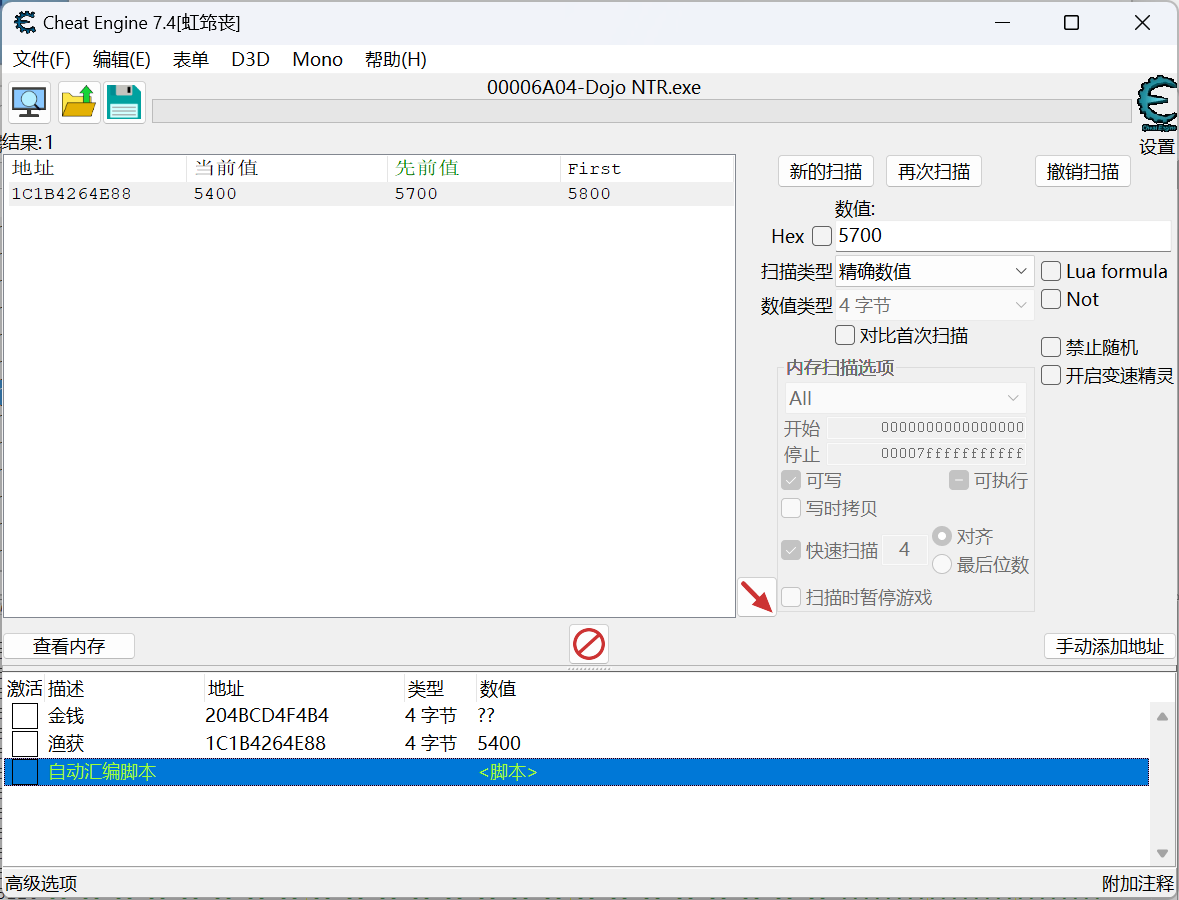 Cheat Engine 7.4[虹筇丧]
文件(F) 编辑(E) 表单 D3D Mono 帮助(H)
00006A04-Dojo NTR.exe
Cheat Engine
设置
结果: 1
地址 当前值 先前值 First
1C1B4264E88 5400 5700 5800
新的扫描 再次扫描 撤销扫描
数值:
Hex 5700
扫描类型 精确数值 Lua formula
数值类型 4 字节 Not
对比首次扫描
禁止随机
开启变速精灵
内存扫描选项
All
开始 0000000000000000
停止 00007fffffffffff
可写 可执行
写时拷贝
快速扫描 4 对齐
最后位数
扫描时暂停游戏
查看内存 手动添加地址
激活 描述 地址 类型 数值
金钱 204BCD4F4B4 4 字节 ??
渔获 1C1B4264E88 4 字节 5400
自动汇编脚本 <脚本>
高级选项 附加注释